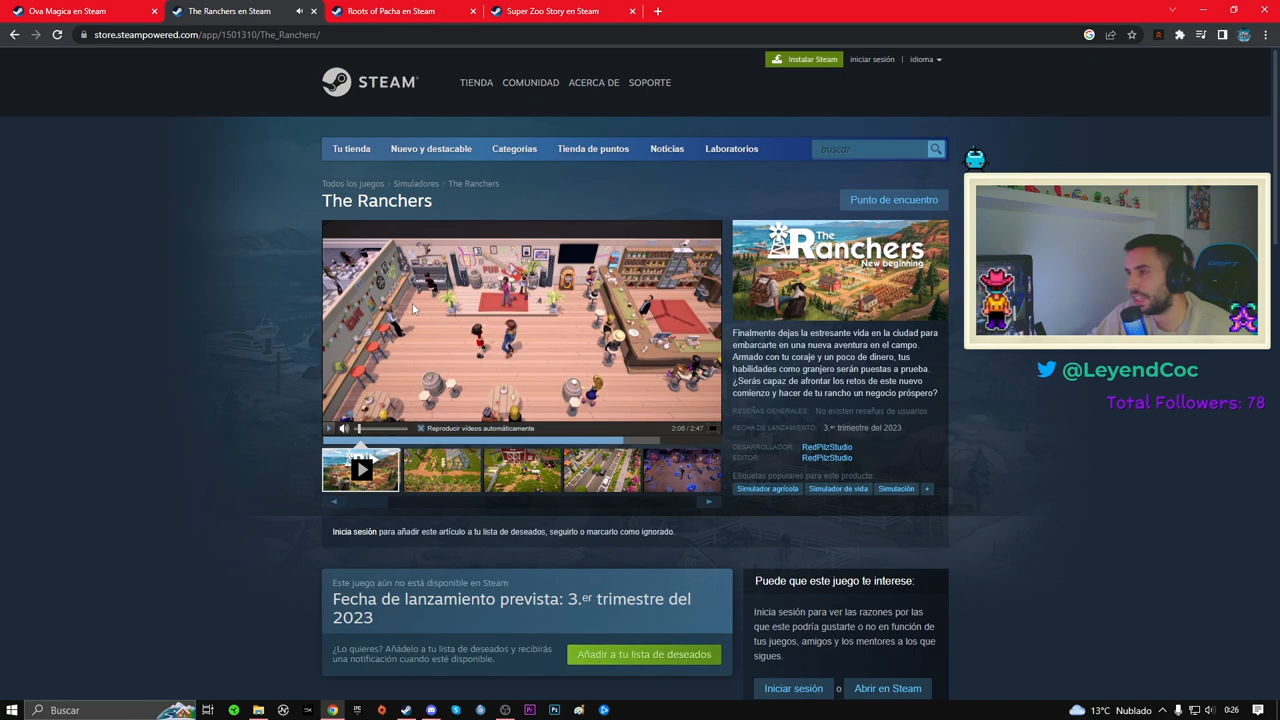 Ova Magica en Steam
The Ranchers en Steam
Roots of Pacha en Steam
Super Zoo Story en Steam
store.steampowered.com/app/1501310/The_Ranchers/
Instalar Steam
iniciar sesión | idioma
STEAM
TIENDA COMUNIDAD ACERCA DE SOPORTE
Tu tienda Nuevo y destacable Categorías Tienda de puntos Noticias Laboratorios
buscar
Todos los juegos > Simuladores > The Ranchers
The Ranchers
Punto de encuentro
PUB
Reproducir vídeos automáticamente
2:06 / 2:47
The
Ranchers
New beginning
Finalmente dejas la estresante vida en la ciudad para
embarcarte en una nueva aventura en el campo.
Armado con tu coraje y un poco de dinero, tus
habilidades como granjero serán puestas a prueba.
¿Serás capaz de afrontar los retos de este nuevo
comienzo y hacer de tu rancho un negocio próspero?
RESEÑAS GENERALES: No existen reseñas de usuarios
FECHA DE LANZAMIENTO: 3.er trimestre del 2023
DESARROLLADOR: RedPilzStudio
EDITOR: RedPilzStudio
Etiquetas populares para este producto:
Simulador agrícola Simulador de vida Simulación +
Inicia sesión para añadir este artículo a tu lista de deseados, seguirlo o marcarlo como ignorado.
Este juego aún no está disponible en Steam
Fecha de lanzamiento prevista: 3.er trimestre del
2023
¿Lo quieres? Añádelo a tu lista de deseados y recibirás
una notificación cuando esté disponible.
Añadir a tu lista de deseados
Puede que este juego te interese:
Inicia sesión para ver las razones por las
que este podría gustarte o no en función de
tus juegos, amigos y los mentores a los que
sigues.
Iniciar sesión o Abrir en Steam
@LeyendCoc
Total Followers: 78
Buscar
13°C Nublado
0:26